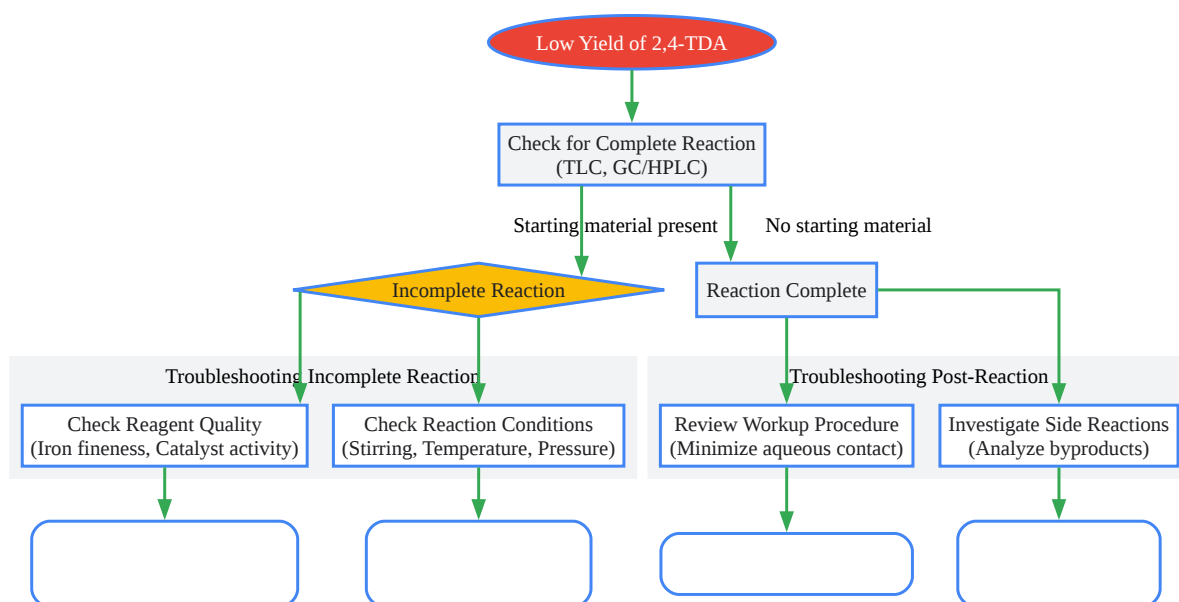 Low Yield of 2,4-TDA
Check for Complete Reaction
(TLC, GC/HPLC)
Starting material present
No starting material
Incomplete Reaction
Reaction Complete
Troubleshooting Incomplete Reaction
Troubleshooting Post-Reaction
Check Reagent Quality
(Iron fineness, Catalyst activity)
Check Reaction Conditions
(Stirring, Temperature, Pressure)
Review Workup Procedure
(Minimize aqueous contact)
Investigate Side Reactions
(Analyze byproducts)